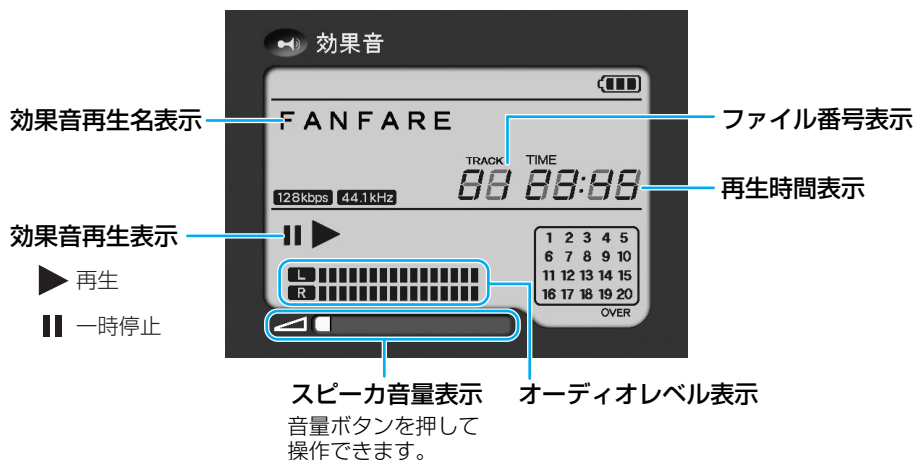 効果音
効果音再生名表示
FANFARE
ファイル番号表示
TRACK TIME
再生時間表示
128kbps 44.1kHz
効果音再生表示
再生
一時停止
1 2 3 4 5
6 7 8 9 10
11 12 13 14 15
16 17 18 19 20
OVER
L
R
スピーカ音量表示
音量ボタンを押して
操作できます。
オーディオレベル表示